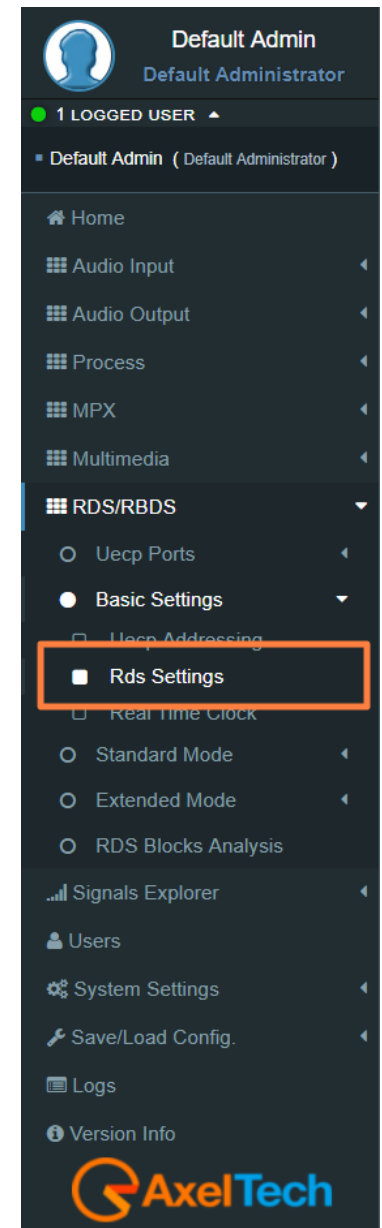 Default Admin
Default Administrator
1 LOGGED USER
Default Admin ( Default Administrator )
Home
Audio Input
Audio Output
Process
MPX
Multimedia
RDS/RBDS
Uecp Ports
Basic Settings
Uecp Addressing
Rds Settings
Real Time Clock
Standard Mode
Extended Mode
RDS Blocks Analysis
Signals Explorer
Users
System Settings
Save/Load Config.
Logs
Version Info
AxelTech